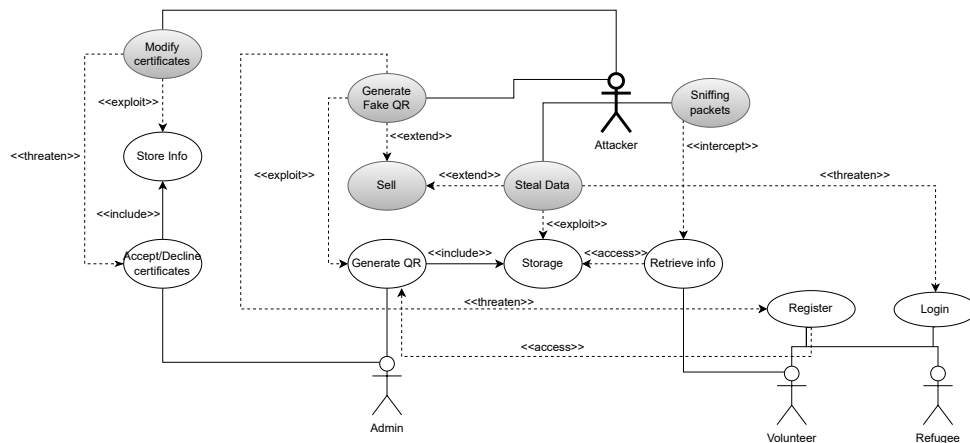 Modify
certificates
Generate
Fake QR
Sniffing
packets
<<exploit>>
<<extend>>
Attacker
<<intercept>>
<<threaten>>
Store Info
<<exploit>>
Sell
<<extend>>
Steal Data
<<threaten>>
<<include>>
<<exploit>>
Accept/Decline
certificates
Generate QR
<<include>>
Storage
<<access>>
Retrieve info
<<threaten>>
Register
Login
<<access>>
Admin
Volunteer
Refugee